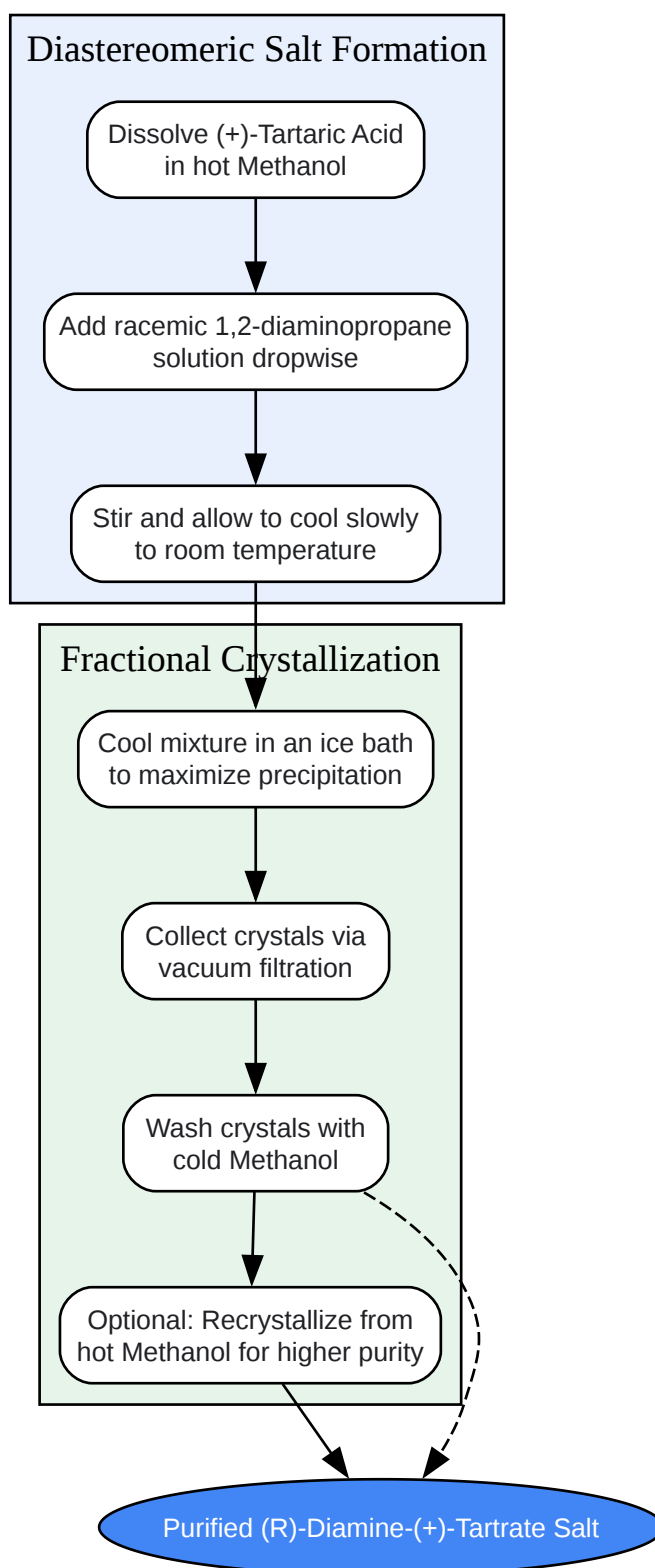 Diastereomeric Salt Formation
Dissolve (+)-Tartaric Acid
in hot Methanol
Add racemic 1,2-diaminopropane
solution dropwise
Stir and allow to cool slowly
to room temperature
Fractional Crystallization
Cool mixture in an ice bath
to maximize precipitation
Collect crystals via
vacuum filtration
Wash crystals with
cold Methanol
Optional: Recrystallize from
hot Methanol for higher purity
Purified (R)-Diamine-(+)-Tartrate Salt